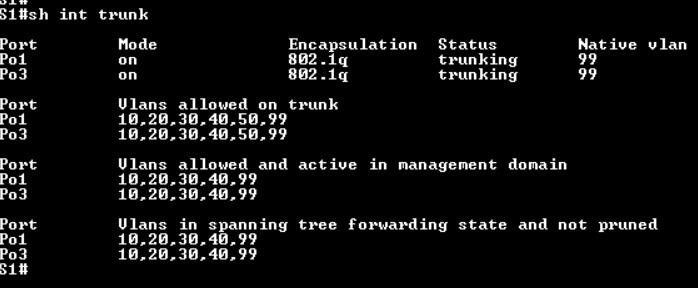 S1#
S1#sh int trunk
Port Mode Encapsulation Status Native vlan
Po1 on 802.1q trunking 99
Po3 on 802.1q trunking 99
Port Vlans allowed on trunk
Po1 10,20,30,40,50,99
Po3 10,20,30,40,50,99
Port Vlans allowed and active in management domain
Po1 10,20,30,40,99
Po3 10,20,30,40,99
Port Vlans in spanning tree forwarding state and not pruned
Po1 10,20,30,40,99
Po3 10,20,30,40,99
S1#